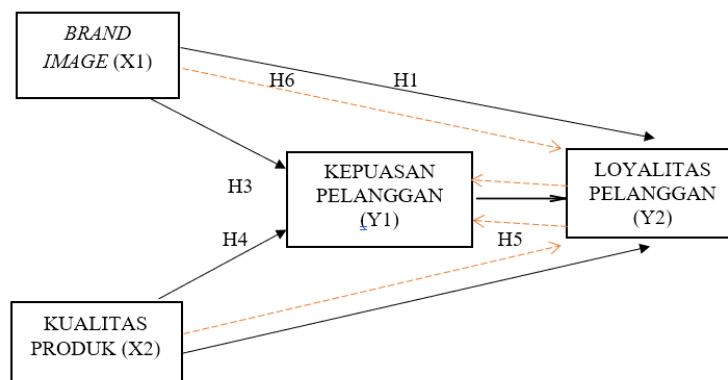 BRAND
IMAGE (X1)
H6
H1
KEPUASAN
PELANGGAN
(Y1)
LOYALITAS
PELANGGAN
(Y2)
H3
H4
H5
KUALITAS
PRODUK (X2)